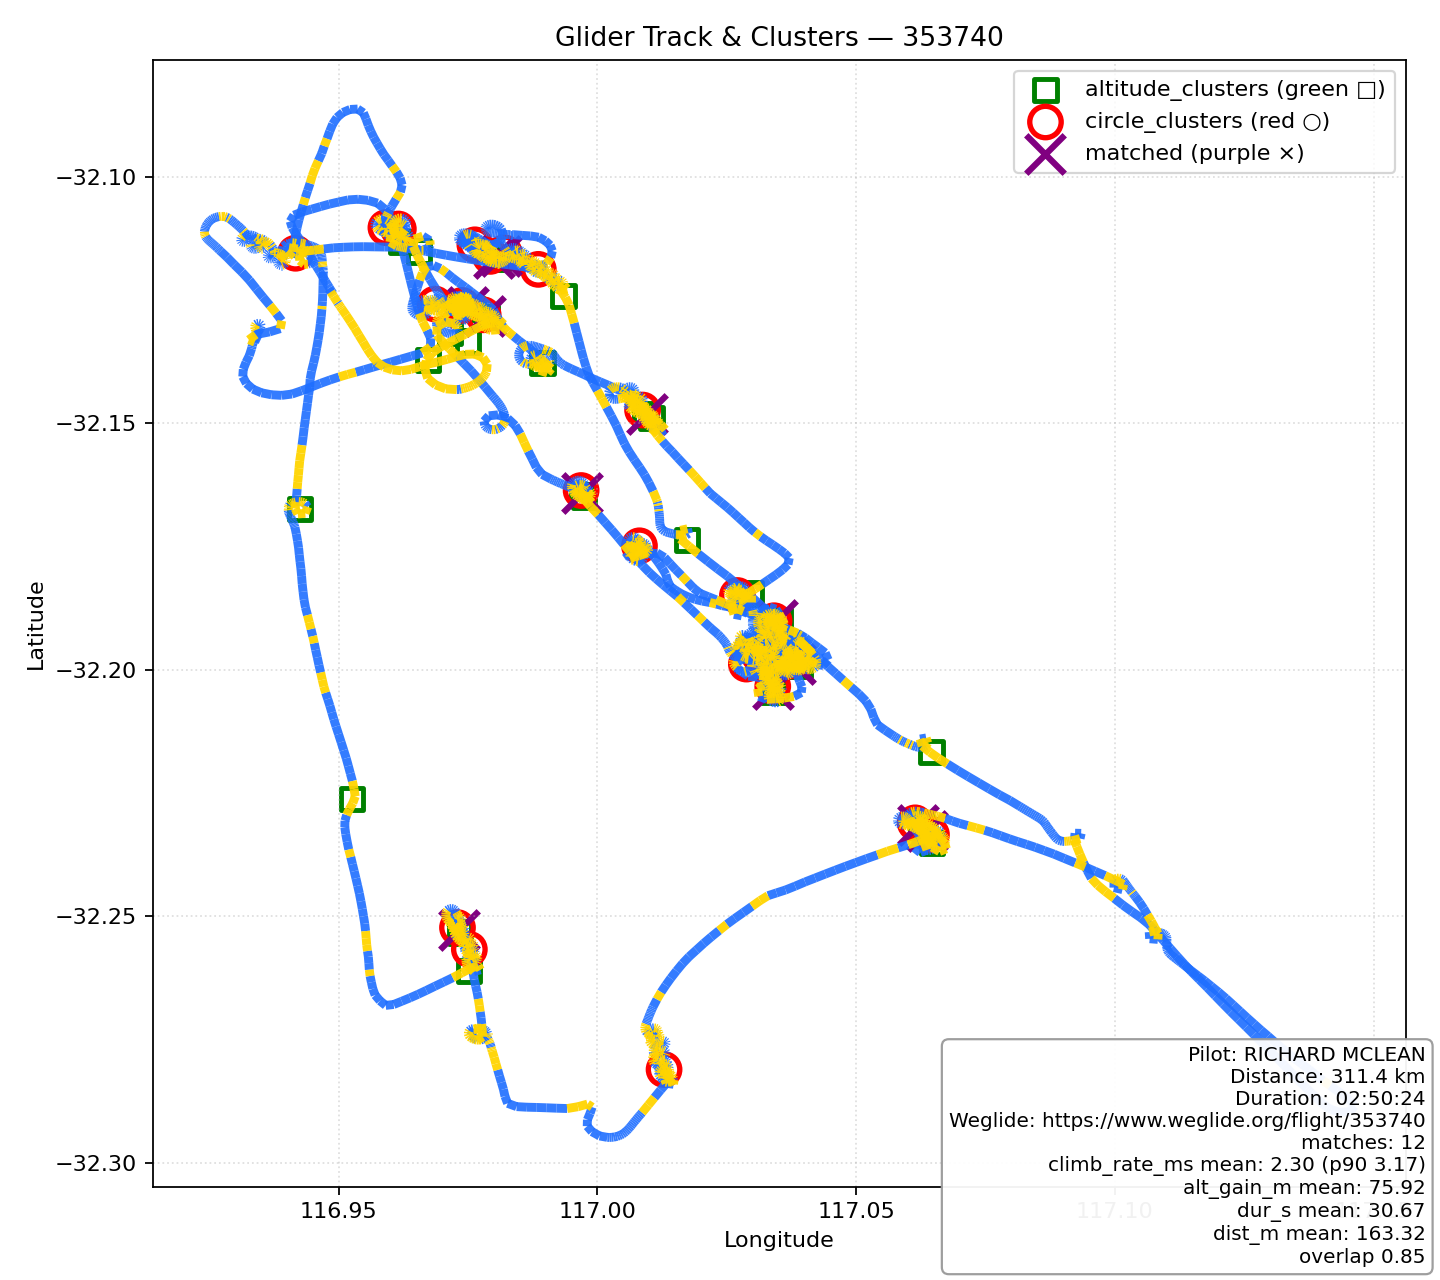 Glider Track & Clusters — 353740
altitude_clusters (green □)
circle_clusters (red ○)
matched (purple ×)
−32.10
−32.15
−32.20
−32.25
−32.30
Latitude
116.95
117.00
117.05
117.10
Longitude
Pilot: RICHARD MCLEAN
Distance: 311.4 km
Duration: 02:50:24
Weglide: https://www.weglide.org/flight/353740
matches: 12
climb_rate_ms mean: 2.30 (p90 3.17)
alt_gain_m mean: 75.92
dur_s mean: 30.67
dist_m mean: 163.32
overlap 0.85